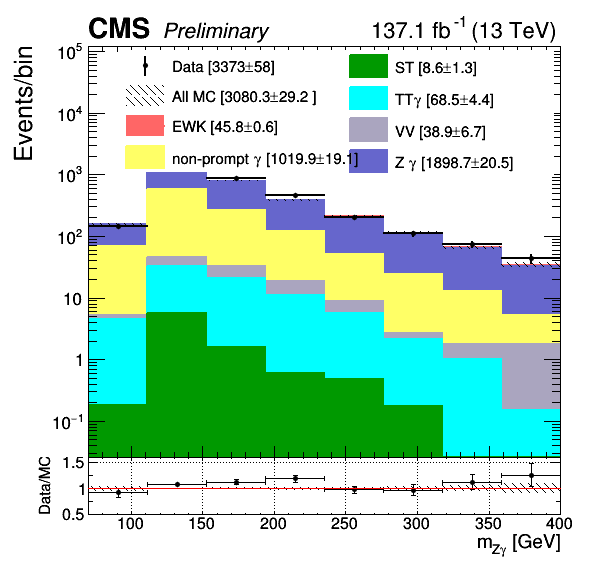 CMS Preliminary 137.1 fb⁻¹ (13 TeV)
Events/bin
10⁵
10⁴
10³
10²
10
1
10⁻¹
Data [3373±58]
All MC [3080.3±29.2 ]
EWK [45.8±0.6]
non-prompt γ [1019.9±19.1]
ST [8.6±1.3]
TTγ [68.5±4.4]
VV [38.9±6.7]
Z γ [1898.7±20.5]
Data/MC
1.5
1
0.5
100 150 200 250 300 350 400
m_Zγ [GeV]